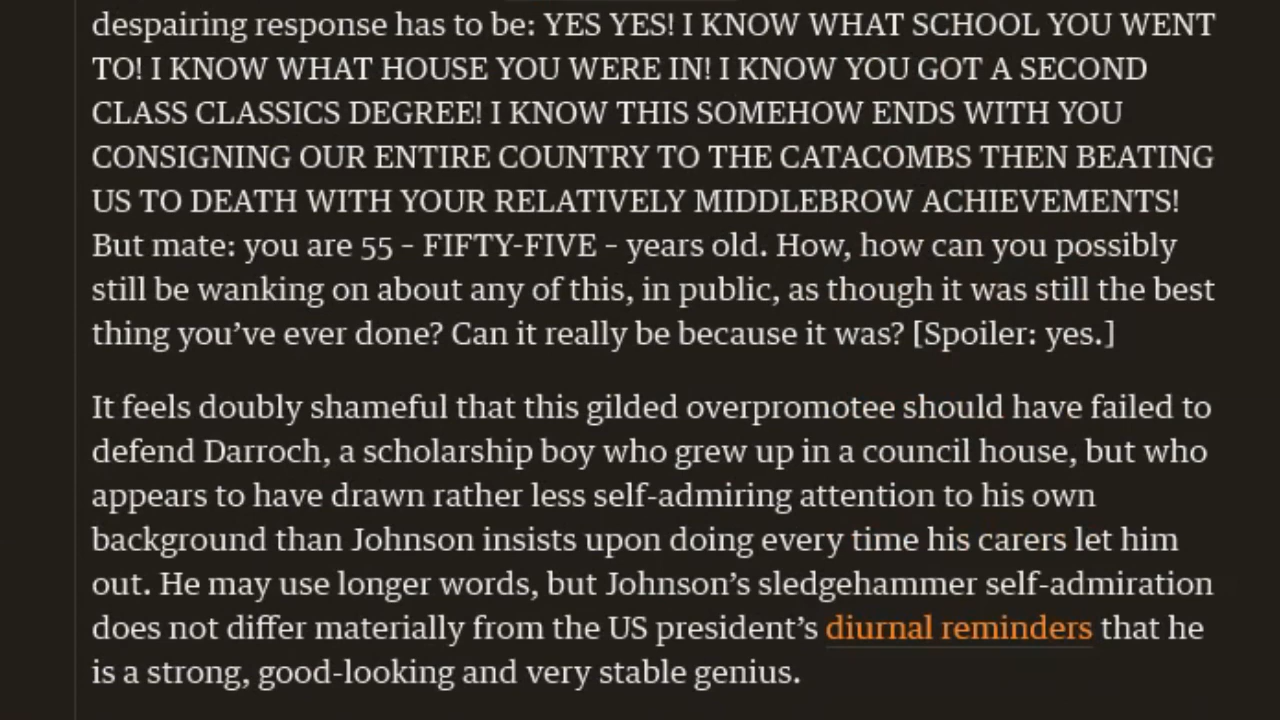 despairing response has to be: YES YES! I KNOW WHAT SCHOOL YOU WENT
TO! I KNOW WHAT HOUSE YOU WERE IN! I KNOW YOU GOT A SECOND
CLASS CLASSICS DEGREE! I KNOW THIS SOMEHOW ENDS WITH YOU
CONSIGNING OUR ENTIRE COUNTRY TO THE CATACOMBS THEN BEATING
US TO DEATH WITH YOUR RELATIVELY MIDDLEBROW ACHIEVEMENTS!
But mate: you are 55 – FIFTY-FIVE – years old. How, how can you possibly
still be wanking on about any of this, in public, as though it was still the best
thing you’ve ever done? Can it really be because it was? [Spoiler: yes.]
It feels doubly shameful that this gilded overpromotee should have failed to
defend Darroch, a scholarship boy who grew up in a council house, but who
appears to have drawn rather less self-admiring attention to his own
background than Johnson insists upon doing every time his carers let him
out. He may use longer words, but Johnson’s sledgehammer self-admiration
does not differ materially from the US president’s diurnal reminders that he
is a strong, good-looking and very stable genius.